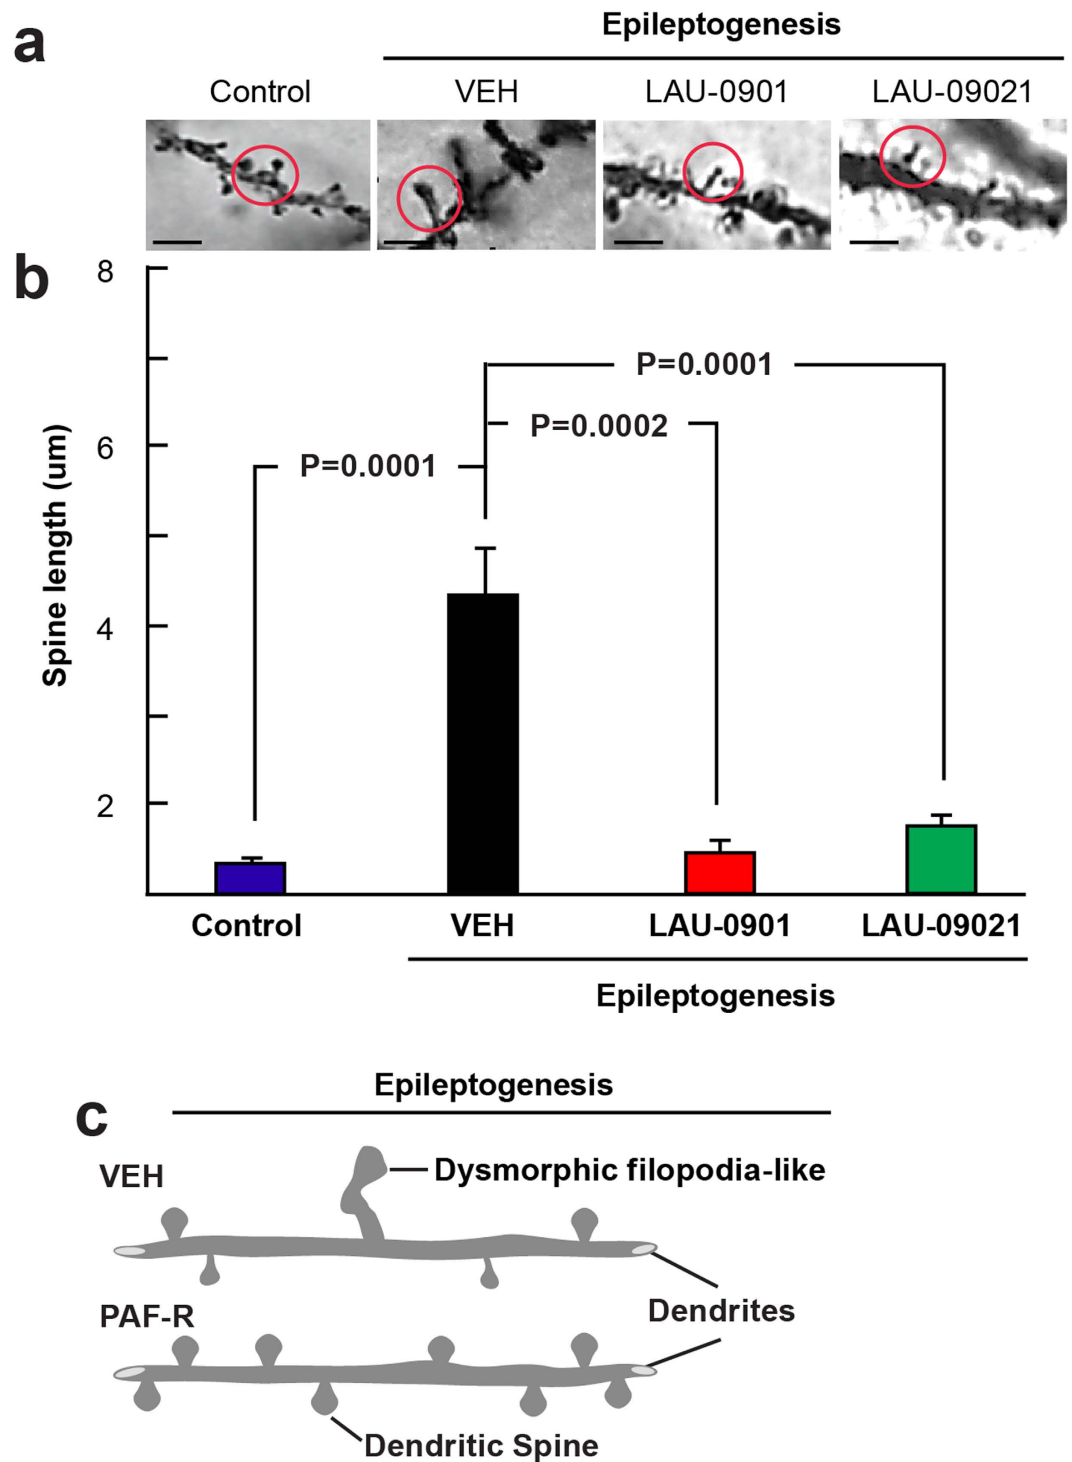 a
Epileptogenesis
Control VEH LAU-0901 LAU-09021
b
8
6
4
2
Spine length (um)
P=0.0001
P=0.0002
P=0.0001
Control VEH LAU-0901 LAU-09021
Epileptogenesis
c
Epileptogenesis
VEH
Dysmorphic filopodia-like
PAF-R
Dendrites
Dendritic Spine